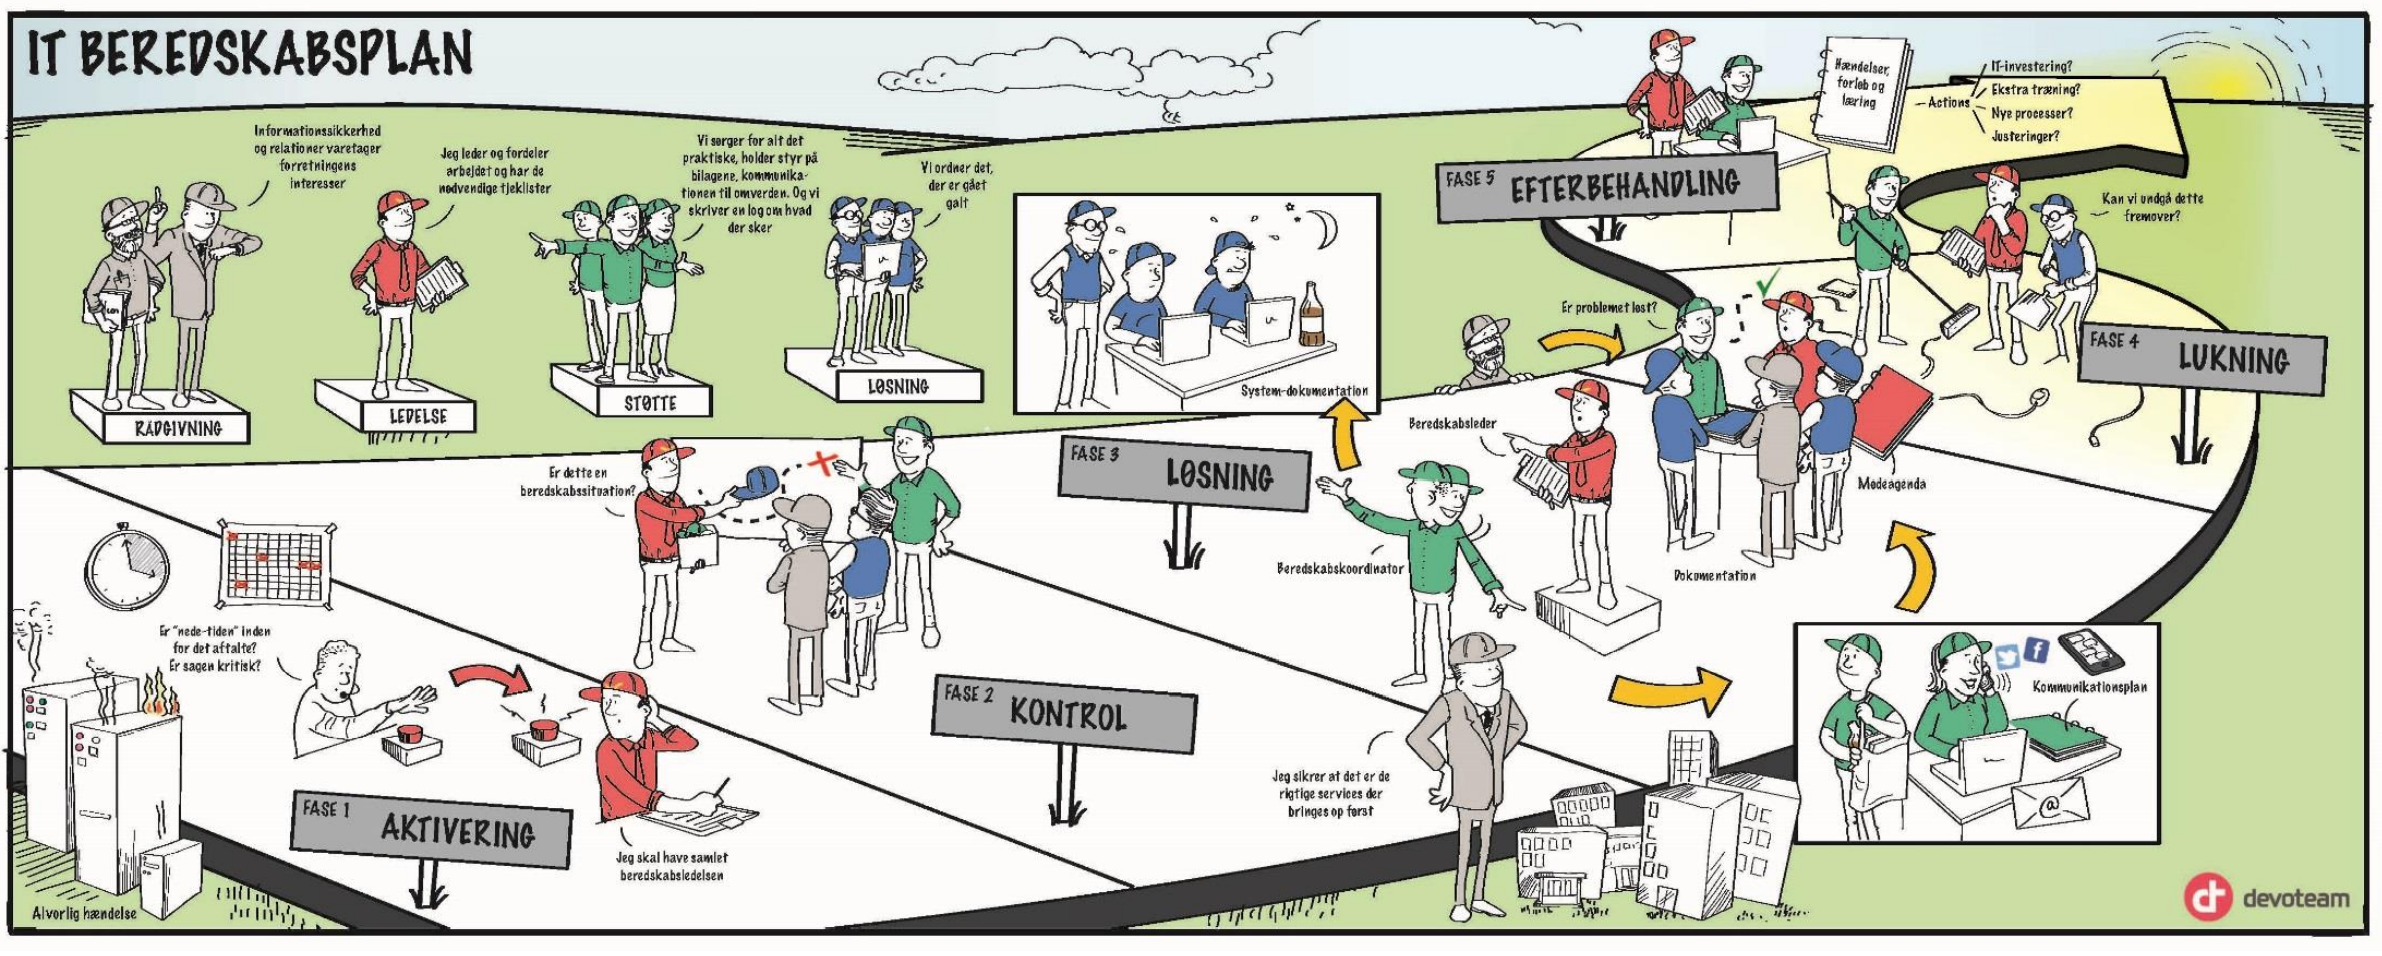 IT BEREDSKABSPLAN
Informationssikkerhed
og relationer varetager
forretningens
interesser
RÅDGIVNING
Jeg leder og fordeler
arbejdet og har de
nødvendige tjeklister
LEDELSE
Vi sørger for alt det
praktiske, holder styr på
bilagene, kommunika-
tionen til omverden. Og vi
skriver en log om hvad
der sker
STØTTE
Vi ordner det,
der er gået
galt
LØSNING
Alvorlig hændelse
Er "nede-tiden" inden
for det aftalte?
Er sagen kritisk?
FASE 1
AKTIVERING
Jeg skal have samlet
beredskabsledelsen
Er dette en
beredskabssituation?
FASE 2
KONTROL
FASE 3
LØSNING
System-dokumentation
Beredskabskoordinator
Beredskabsleder
Jeg sikrer at det er de
rigtige services der
bringes op først
Kommunikationsplan
@
f
Dokumentation
Mødeagenda
Er problemet løst?
FASE 4
LUKNING
Kan vi undgå dette
fremover?
FASE 5
EFTERBEHANDLING
Hændelser,
forløb og
læring
Actions
IT-investering?
Ekstra træning?
Nye processer?
Justeringer?
devoteam